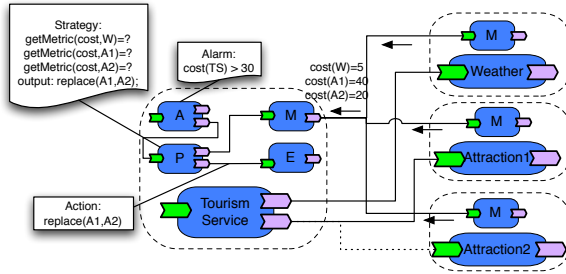 Strategy:
getMetric(cost,W)=?
getMetric(cost,A1)=?
getMetric(cost,A2)=?
output: replace(A1,A2);
Alarm:
cost(TS) > 30
cost(W)=5
cost(A1)=40
cost(A2)=20
M
Weather
A
M
P
E
M
Attraction1
Action:
replace(A1,A2)
Tourism
Service
M
Attraction2